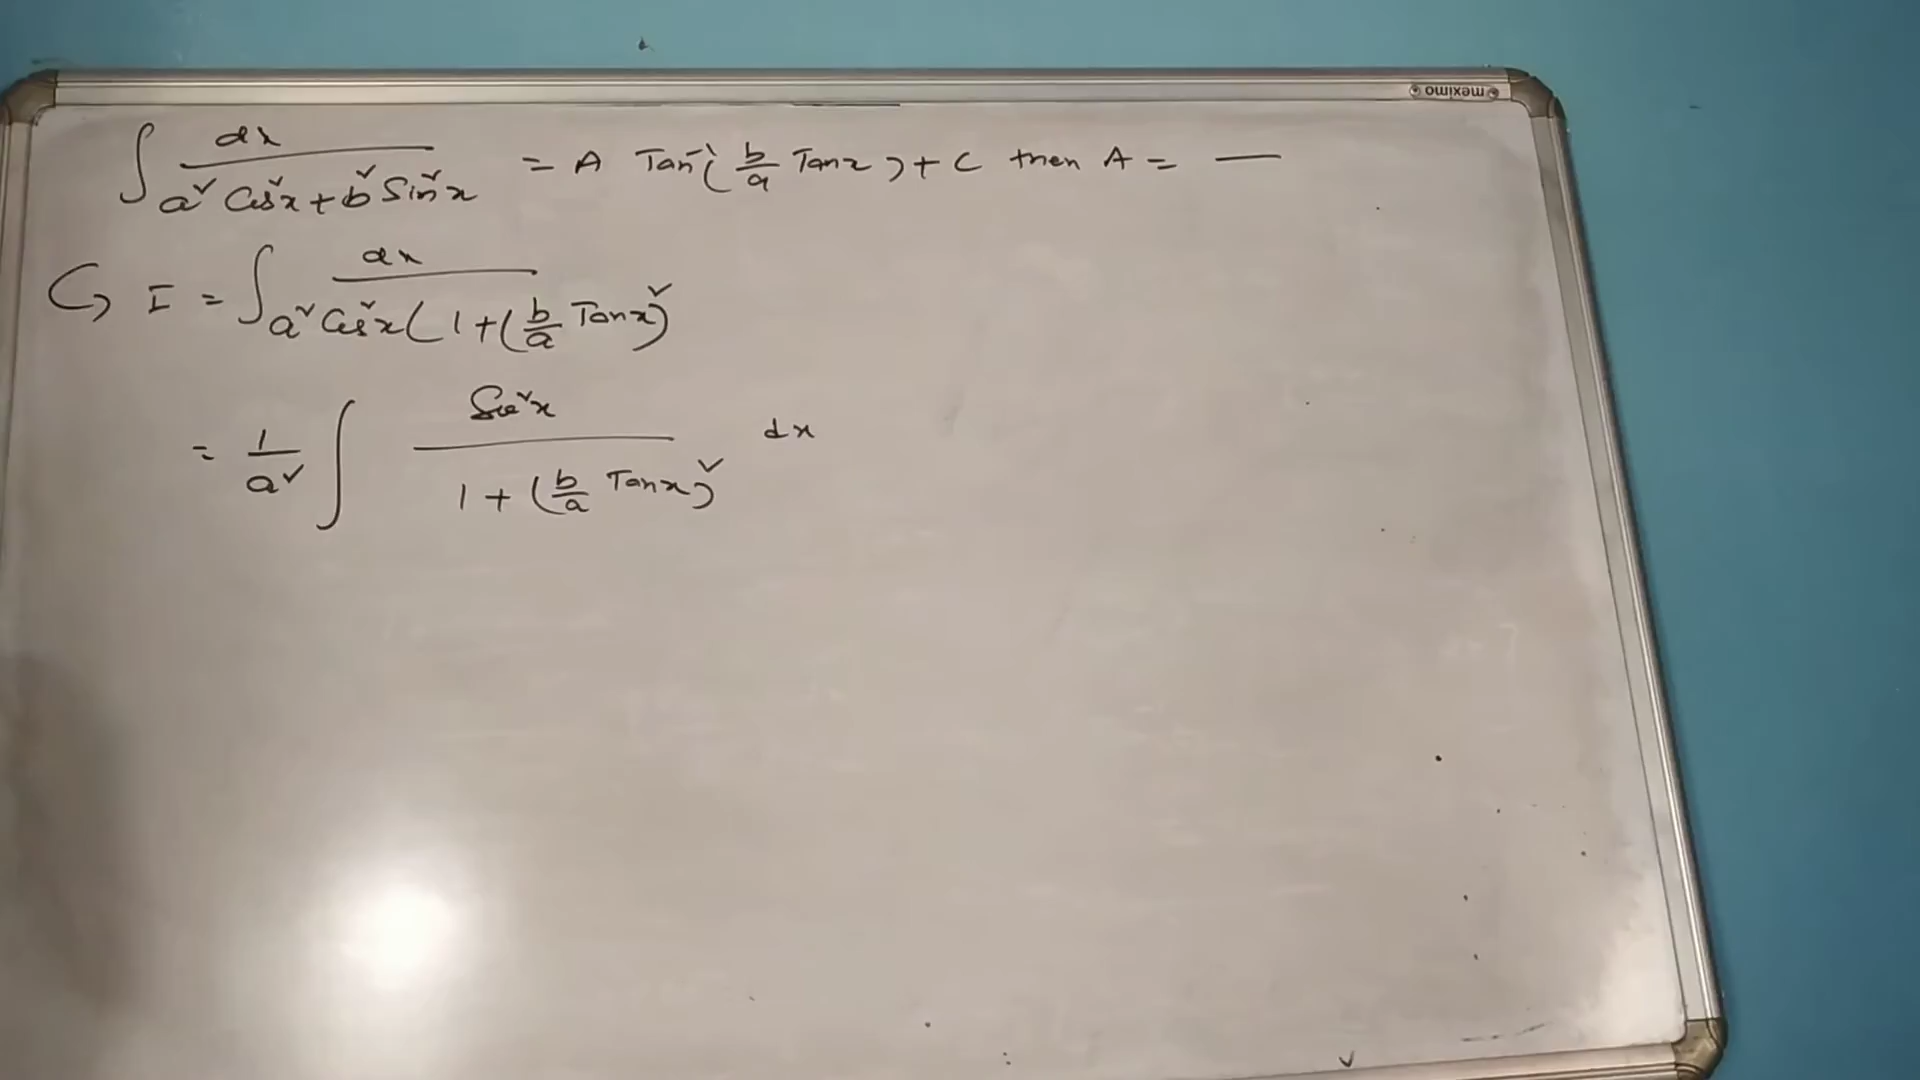 meximo
∫ dx / (a² Cos²x + b² Sin²x) = A Tan⁻¹(b/a Tanx) + C then A = —
I = ∫ dx / (a² Cos²x (1 + (b/a Tanx)²
= 1/a² ∫ Sec²x / (1 + (b/a Tanx)²) dx